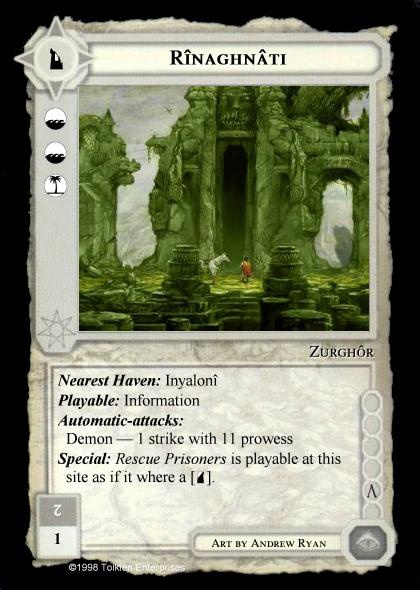 RÎNAGHNÂTI
ZURGHÔR
Nearest Haven: Inyalonî
Playable: Information
Automatic-attacks:
Demon — 1 strike with 11 prowess
Special: Rescue Prisoners is playable at this
site as if it where a [].
2
1
Λ
ART BY ANDREW RYAN
©1998 Tolkien Enterprises